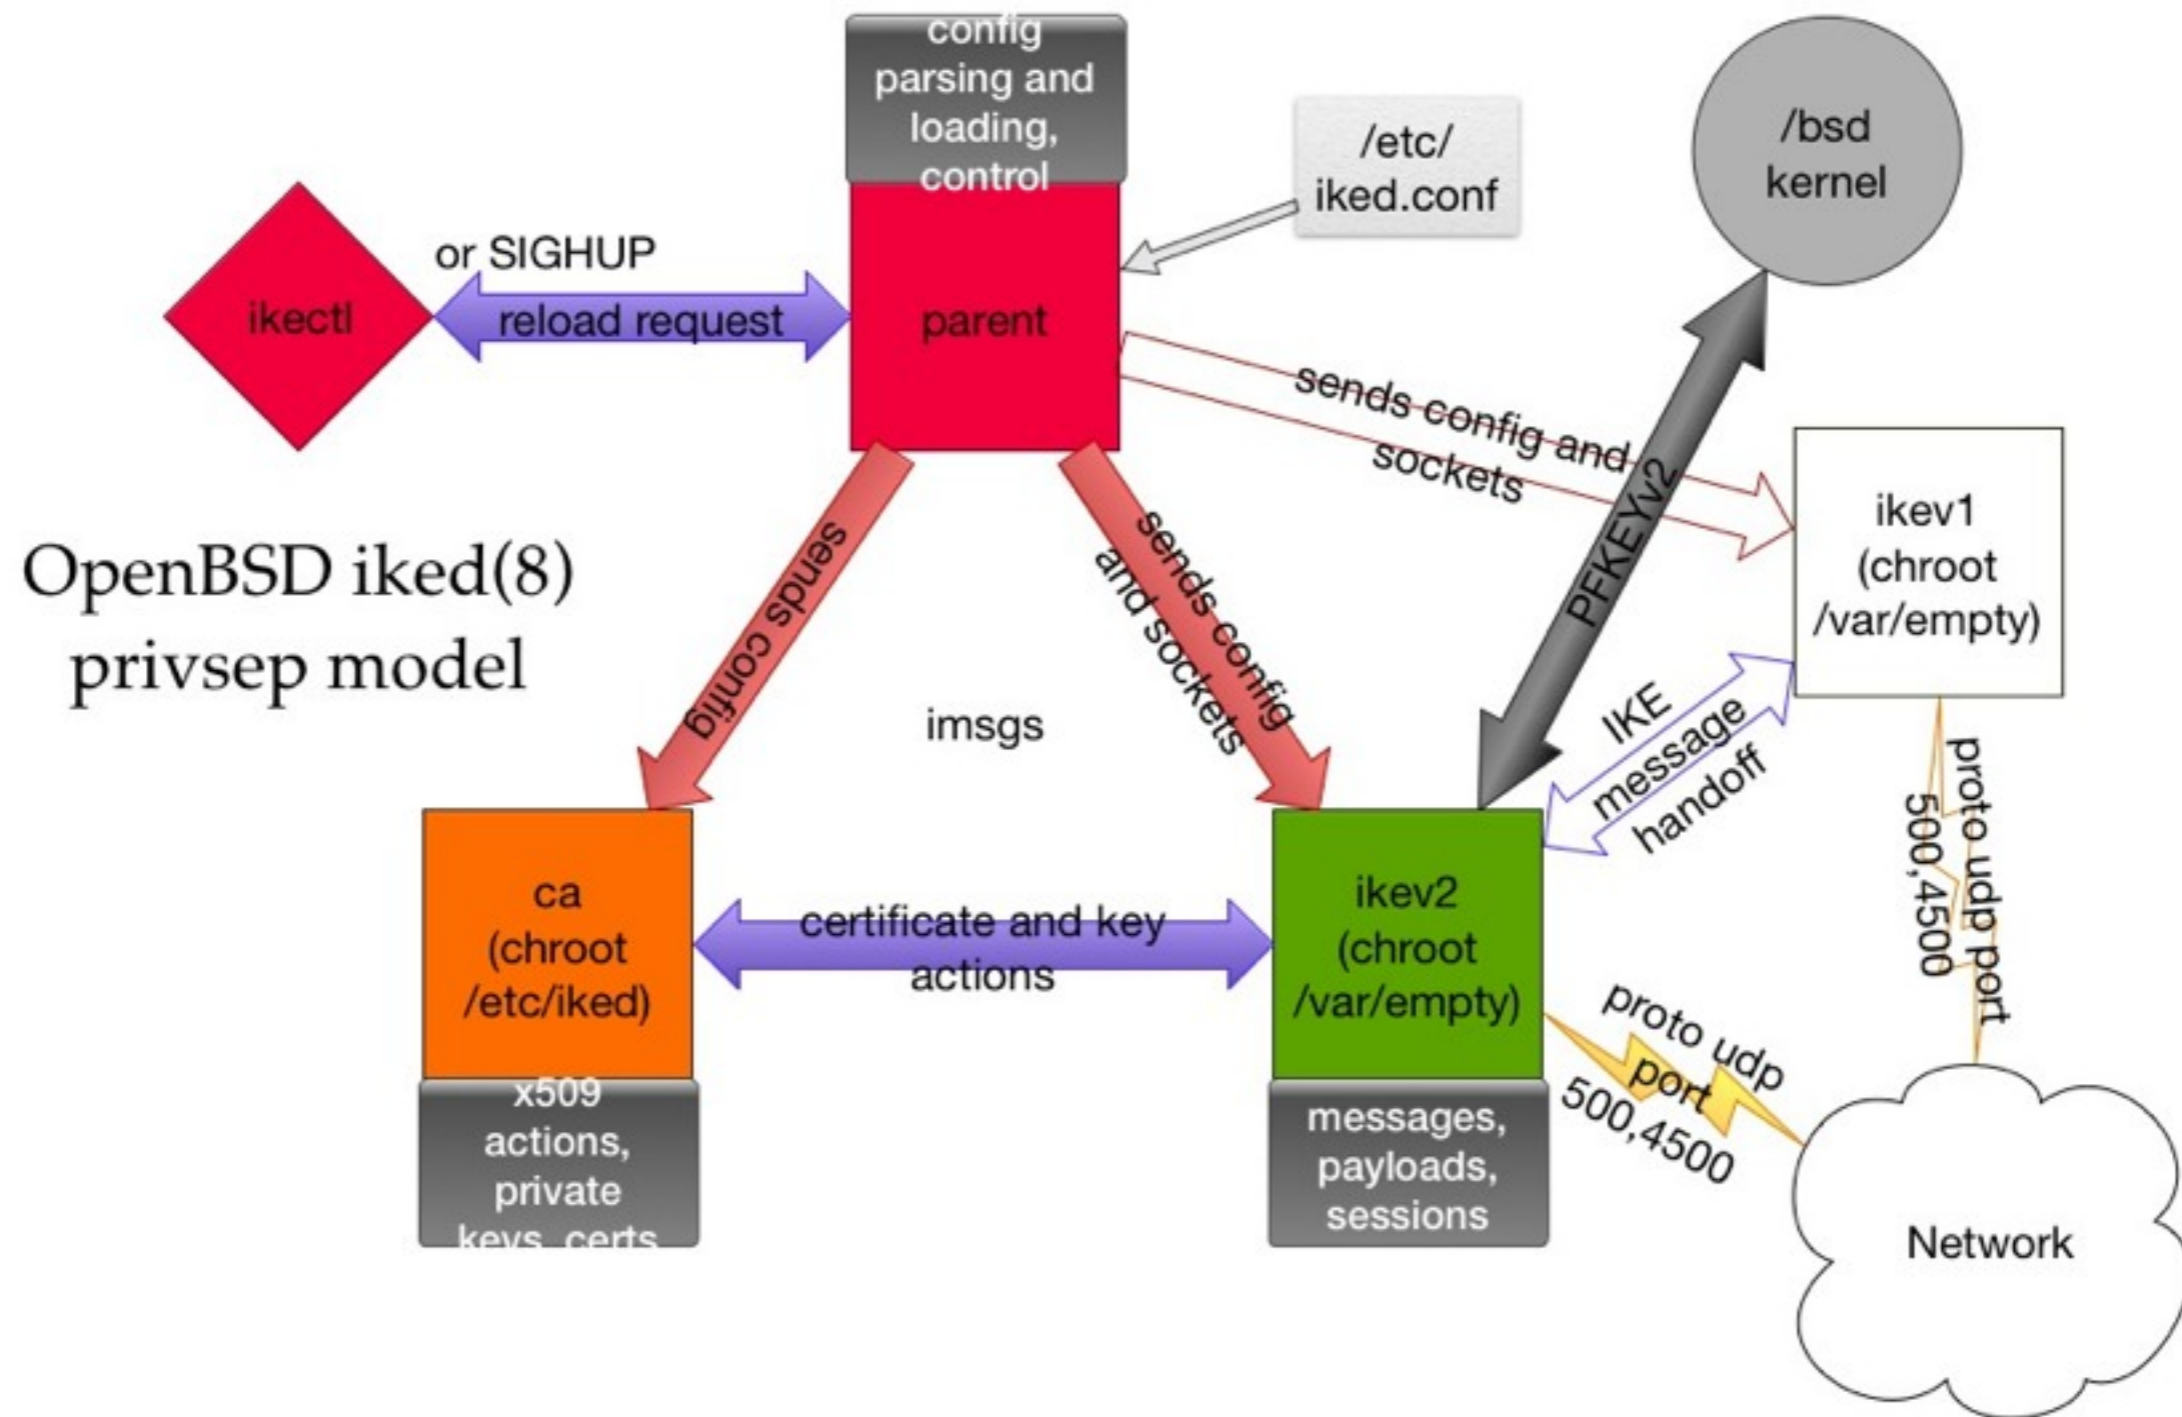 config
parsing and
loading,
control
/etc/
iked.conf
/bsd
kernel
or SIGHUP
ikectl
reload request
parent
sends config and
sockets
PFKEYv2
ikev1
(chroot
/var/empty)
OpenBSD iked(8)
privsep model
sends config
sends config
and sockets
imsgs
IKE
message
handoff
proto udp port
500,4500
ca
(chroot
/etc/iked)
certificate and key
actions
ikev2
(chroot
/var/empty)
proto udp
port
500,4500
x509
actions,
private
keys, certs
messages,
payloads,
sessions
Network